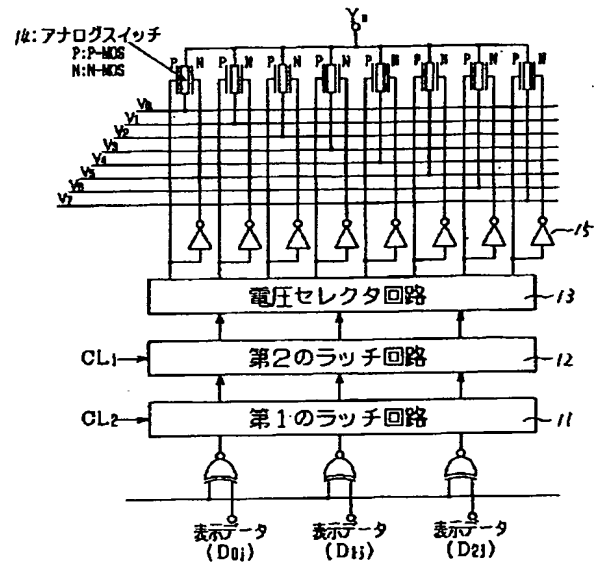 Yn
14:アナログスイッチ
P:P-MOS
N:N-MOS
P N P N P N P N P N P N P N P N
V0
V1
V2
V3
V4
V5
V6
V7
15
電圧セレクタ回路
13
CL1
第2のラッチ回路
12
CL2
第1のラッチ回路
11
表示データ 表示データ 表示データ
(D0j) (D1j) (D2j)